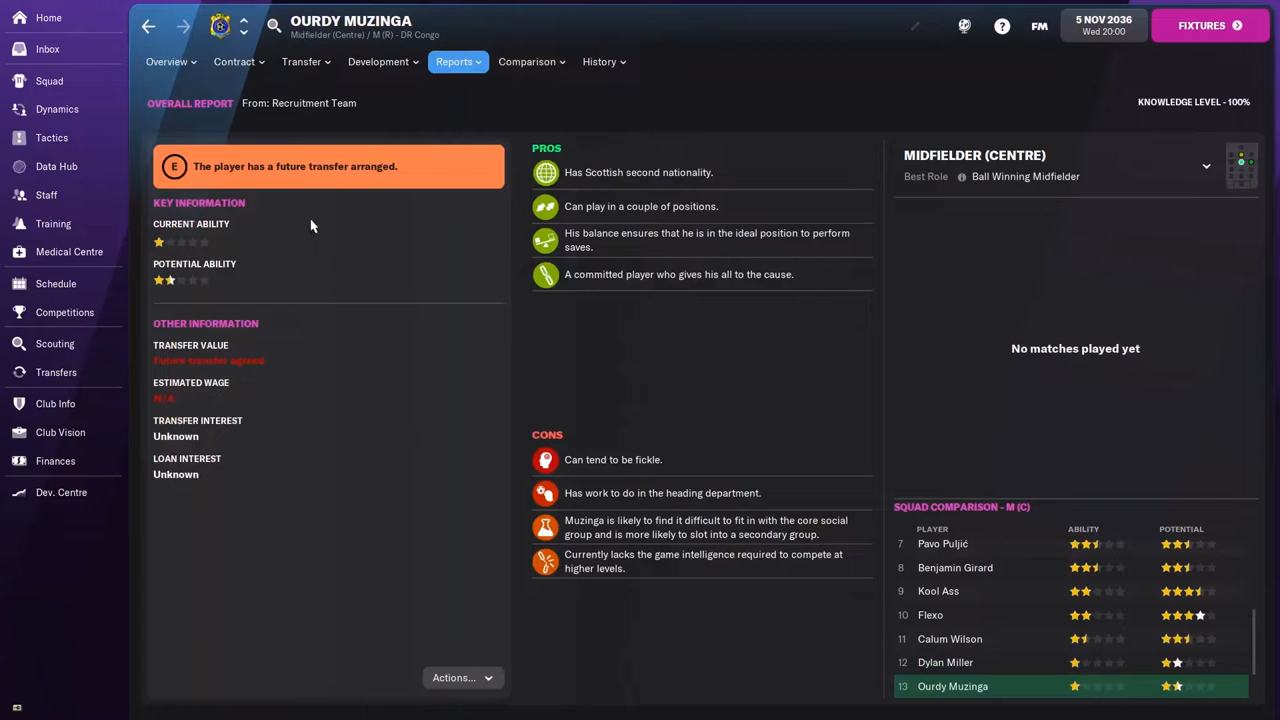 Home
Inbox
Squad
Dynamics
Tactics
Data Hub
Staff
Training
Medical Centre
Schedule
Competitions
Scouting
Transfers
Club Info
Club Vision
Finances
Dev. Centre
OURDY MUZINGA
Midfielder (Centre) / M (R) - DR Congo
FM
5 NOV 2036
Wed 20:00
FIXTURES
Overview
Contract
Transfer
Development
Reports
Comparison
History
OVERALL REPORT From: Recruitment Team
KNOWLEDGE LEVEL - 100%
E The player has a future transfer arranged.
KEY INFORMATION
CURRENT ABILITY
POTENTIAL ABILITY
OTHER INFORMATION
TRANSFER VALUE
Future transfer agreed
ESTIMATED WAGE
N/A
TRANSFER INTEREST
Unknown
LOAN INTEREST
Unknown
Actions...
PROS
Has Scottish second nationality.
Can play in a couple of positions.
His balance ensures that he is in the ideal position to perform
saves.
A committed player who gives his all to the cause.
CONS
Can tend to be fickle.
Has work to do in the heading department.
Muzinga is likely to find it difficult to fit in with the core social
group and is more likely to slot into a secondary group.
Currently lacks the game intelligence required to compete at
higher levels.
MIDFIELDER (CENTRE)
Best Role Ball Winning Midfielder
No matches played yet
SQUAD COMPARISON - M (C)
PLAYER ABILITY POTENTIAL
7 Pavo Puljić
8 Benjamin Girard
9 Kool Ass
10 Flexo
11 Calum Wilson
12 Dylan Miller
13 Ourdy Muzinga